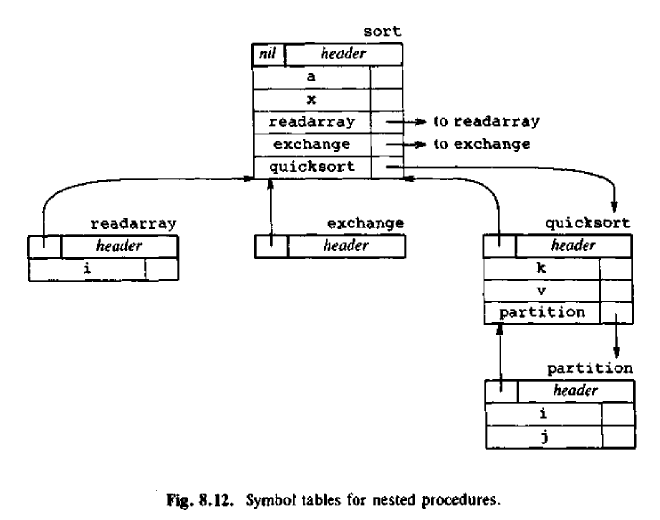 sort
nil header
a
x
readarray to readarray
exchange to exchange
quicksort
readarray exchange quicksort
header header header
i k
v
partition
partition
header
i
j
Fig. 8.12. Symbol tables for nested procedures.